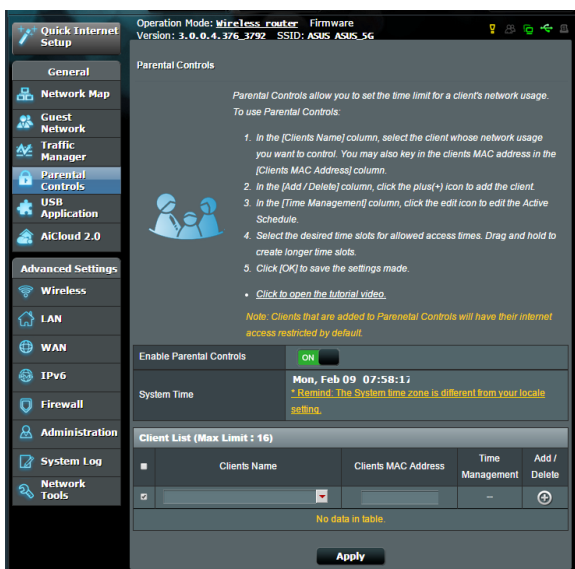 Quick Internet
Setup
General
Network Map
Guest
Network
Traffic
Manager
Parental
Controls
USB
Application
AiCloud 2.0
Advanced Settings
Wireless
LAN
WAN
IPv6
Firewall
Administration
System Log
Network
Tools
Operation Mode: Wireless router Firmware
Version: 3.0.0.4.376_3792 SSID: ASUS ASUS_5G
Parental Controls
Parental Controls allow you to set the time limit for a client's network usage.
To use Parental Controls:
1. In the [Clients Name] column, select the client whose network usage
you want to control. You may also key in the clients MAC address in the
[Clients MAC Address] column.
2. In the [Add / Delete] column, click the plus(+) icon to add the client.
3. In the [Time Management] column, click the edit icon to edit the Active
Schedule.
4. Select the desired time slots for allowed access times. Drag and hold to
create longer time slots.
5. Click [OK] to save the settings made.
• Click to open the tutorial video.
Note: Clients that are added to Parenetal Controls will have their internet
access restricted by default.
Enable Parental Controls ON
System Time
Mon, Feb 09 07:58:17
* Remind: The System time zone is different from your locale
setting.
Client List (Max Limit : 16)
Clients Name Clients MAC Address Time
Management Add /
Delete
--
No data in table.
Apply